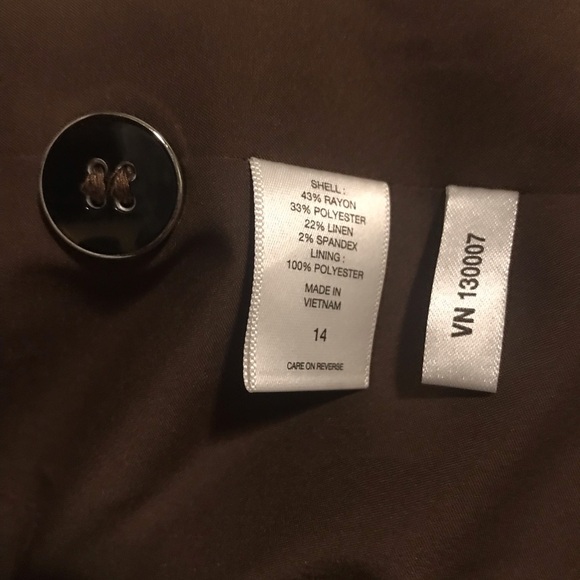 SHELL :
43% RAYON
33% POLYESTER
22% LINEN
2% SPANDEX
LINING :
100% POLYESTER
MADE IN
VIETNAM
14
CARE ON REVERSE
VN 130007